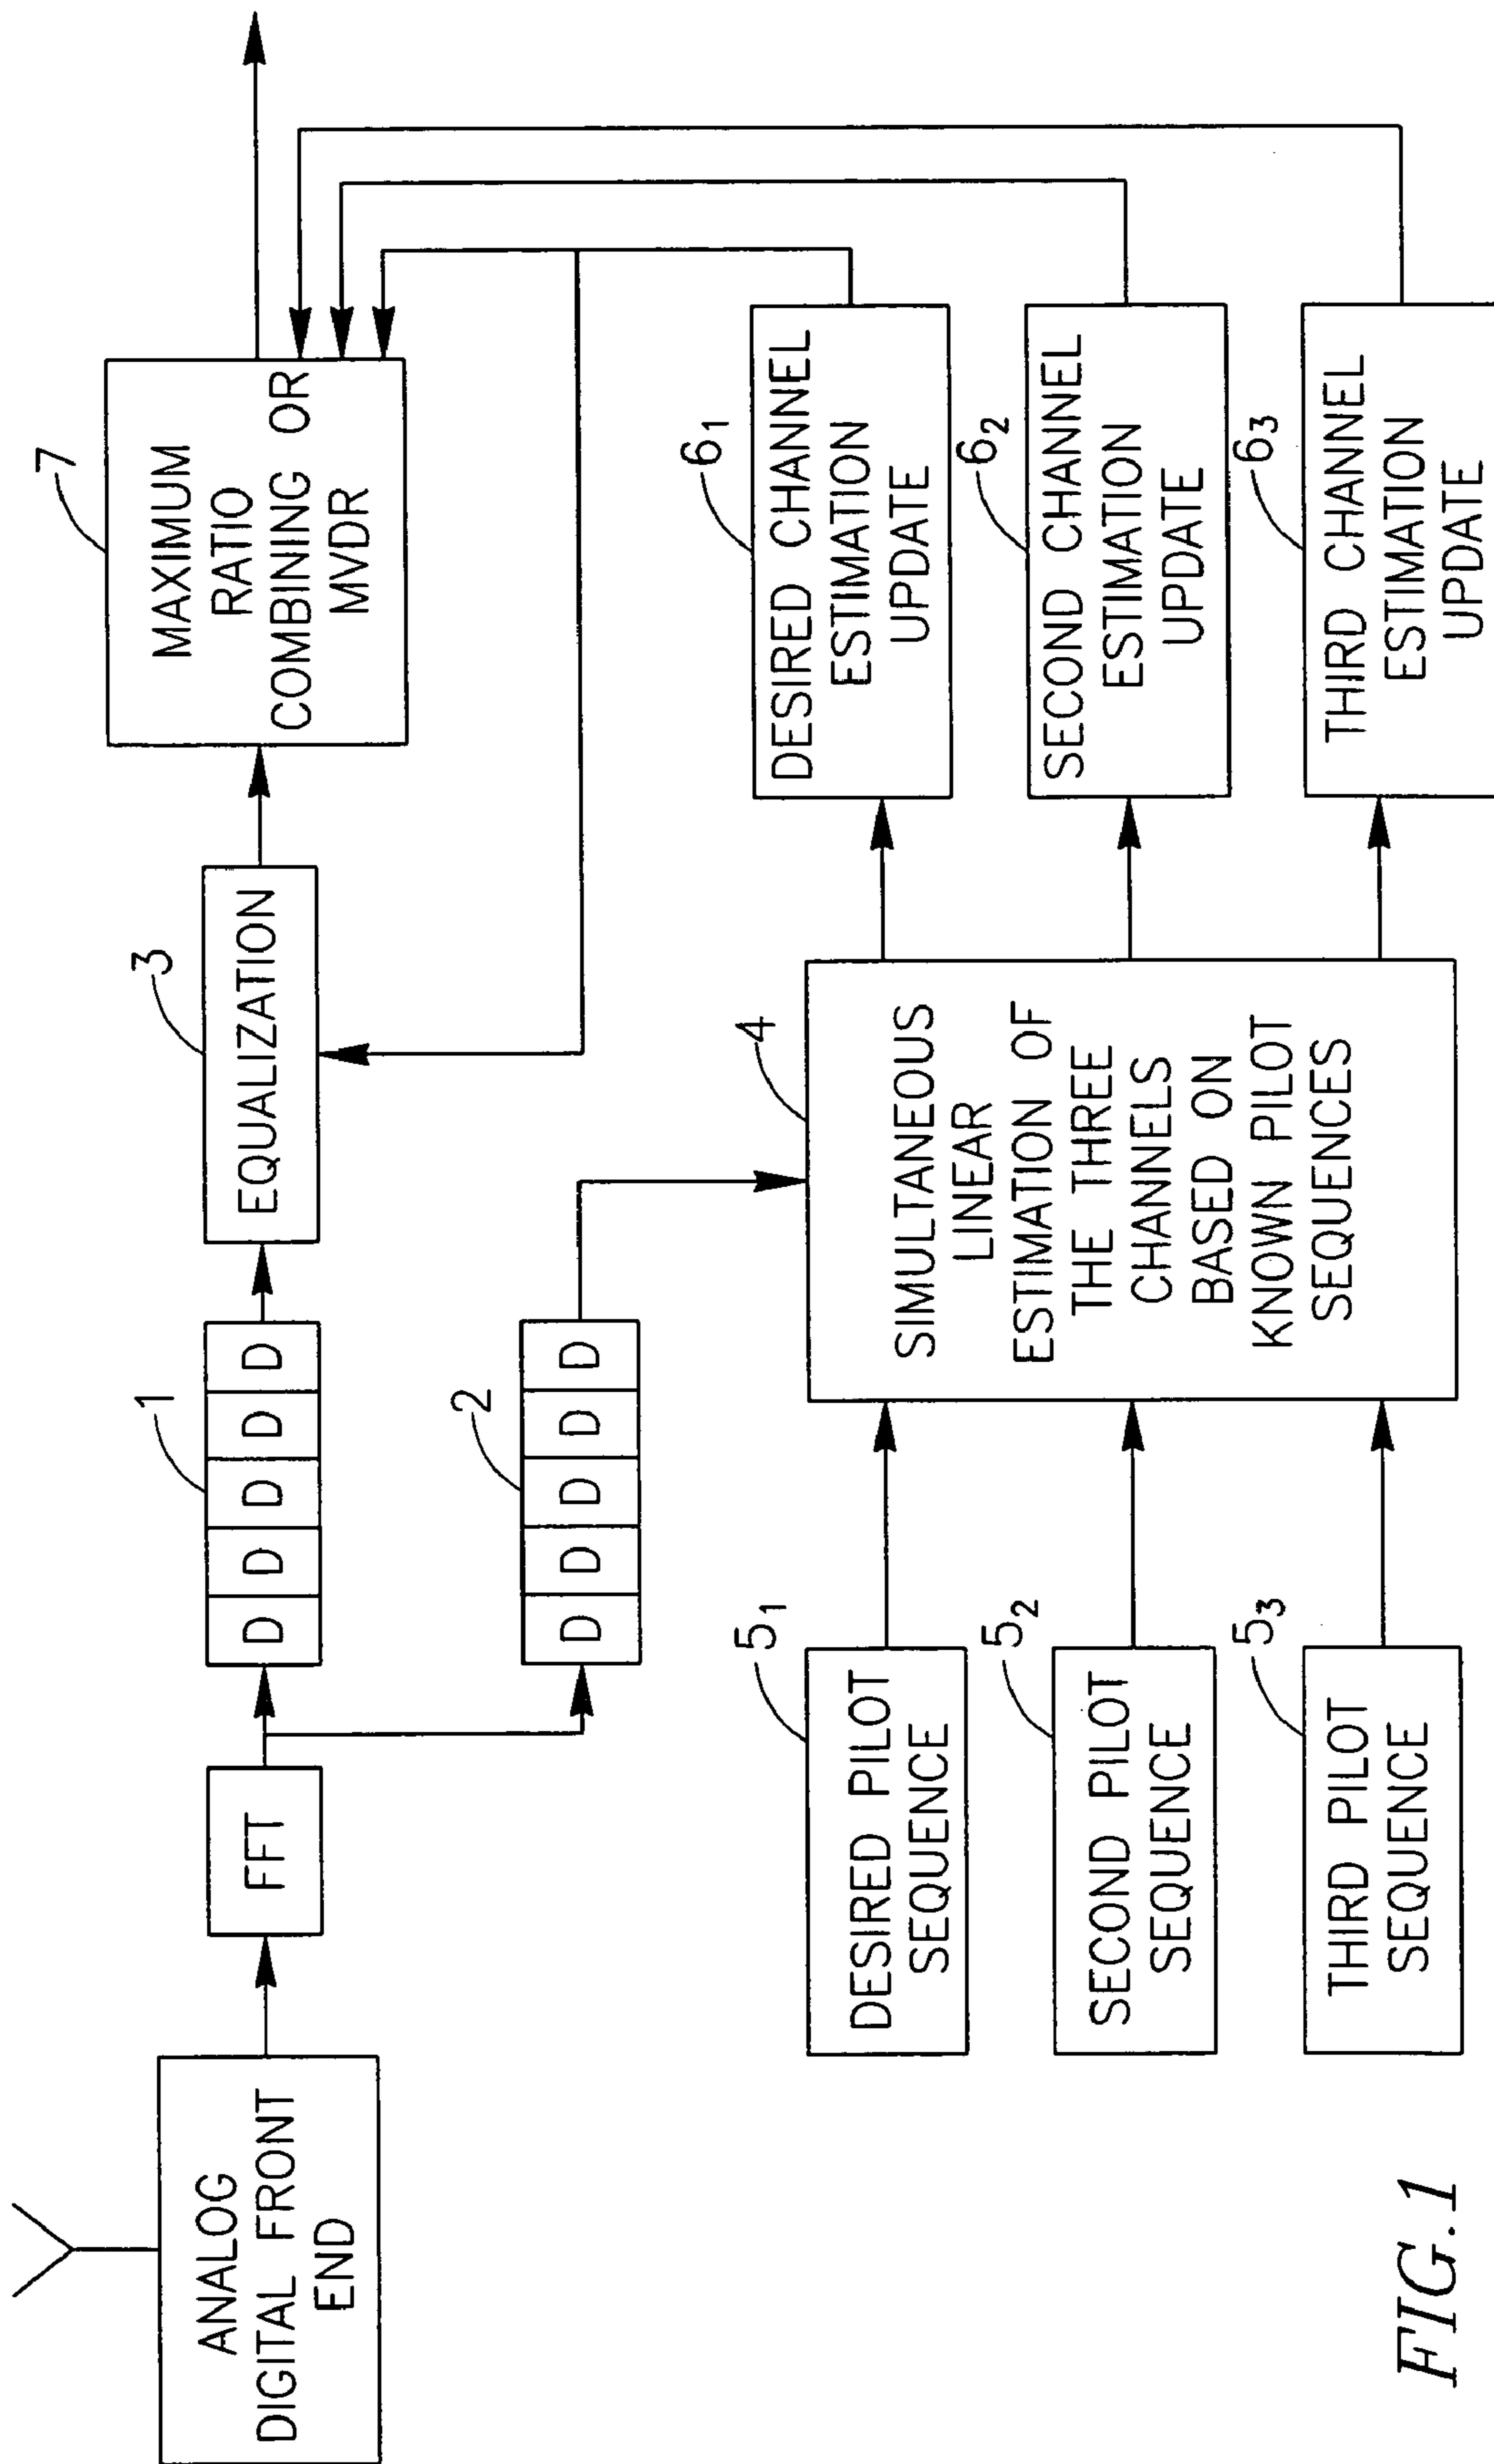 ANALOG
DIGITAL FRONT
END
FFT
1
D D D D D
2
D D D D D
3
EQUALIZATION
7
MAXIMUM
RATIO
COMBINING OR
MVDR
4
SIMULTANEOUS
LINEAR
ESTIMATION OF
THE THREE
CHANNELS
BASED ON
KNOWN PILOT
SEQUENCES
5₁
DESIRED PILOT
SEQUENCE
5₂
SECOND PILOT
SEQUENCE
5₃
THIRD PILOT
SEQUENCE
6₁
DESIRED CHANNEL
ESTIMATION
UPDATE
6₂
SECOND CHANNEL
ESTIMATION
UPDATE
6₃
THIRD CHANNEL
ESTIMATION
UPDATE
FIG.1